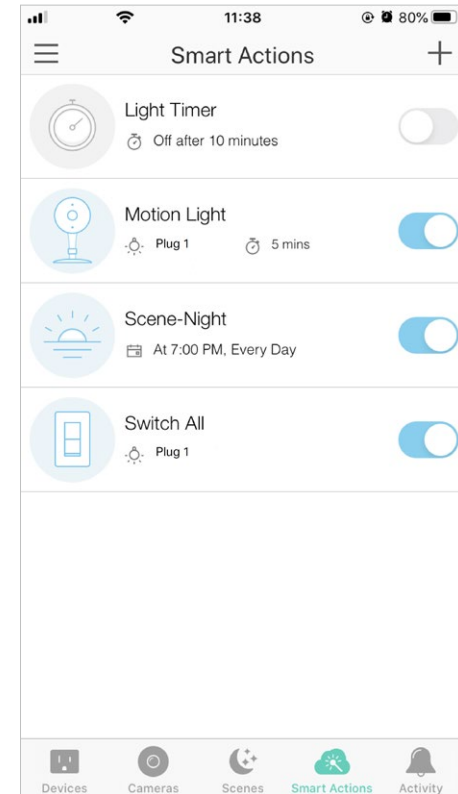 11:38 80%
Smart Actions
Light Timer
Off after 10 minutes
Motion Light
Plug 1 5 mins
Scene-Night
At 7:00 PM, Every Day
Switch All
Plug 1
Devices Cameras Scenes Smart Actions Activity